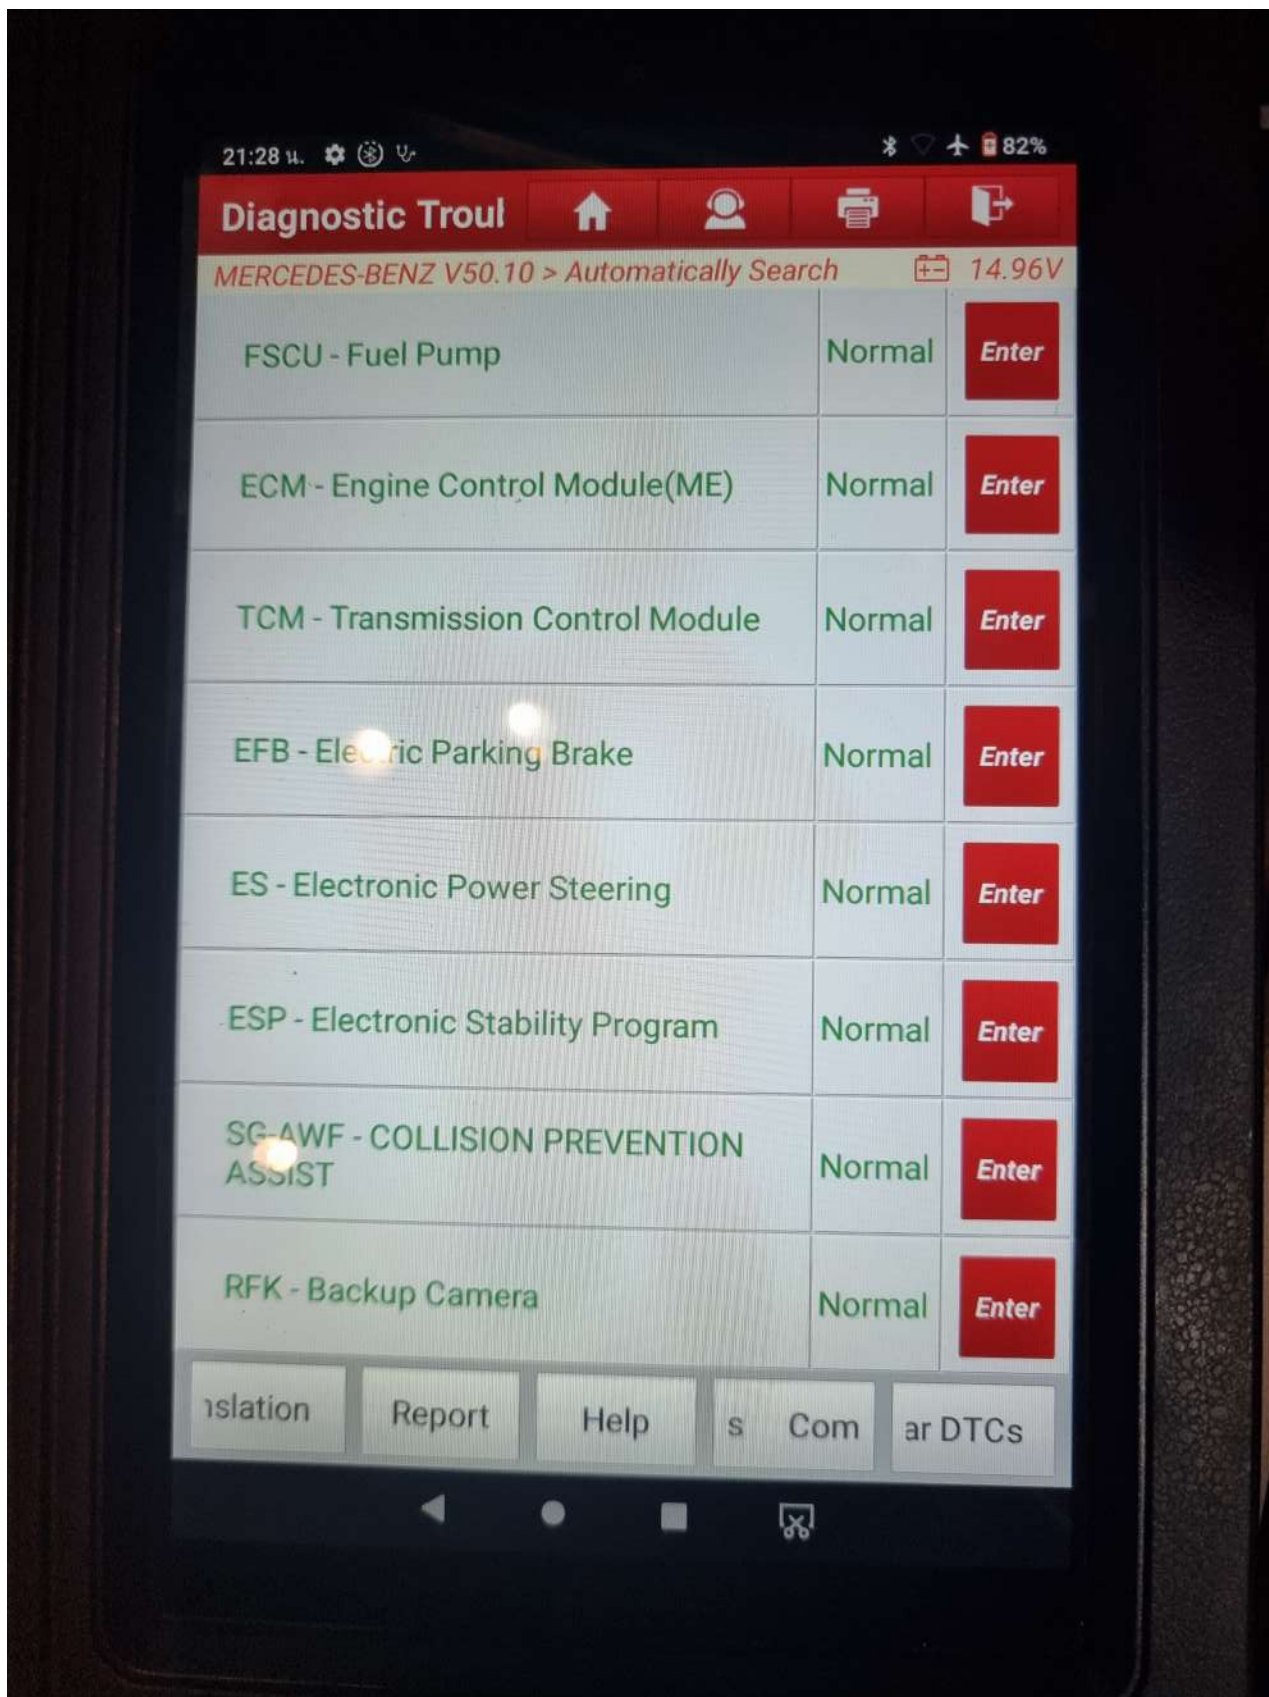 21:28 น.
82%
Diagnostic Troul
MERCEDES-BENZ V50.10 > Automatically Search 14.96V
FSCU - Fuel Pump Normal Enter
ECM - Engine Control Module(ME) Normal Enter
TCM - Transmission Control Module Normal Enter
EFB - Electric Parking Brake Normal Enter
ES - Electronic Power Steering Normal Enter
ESP - Electronic Stability Program Normal Enter
SG-AWF - COLLISION PREVENTION
ASSIST Normal Enter
RFK - Backup Camera Normal Enter
nslation Report Help s Com ar DTCs